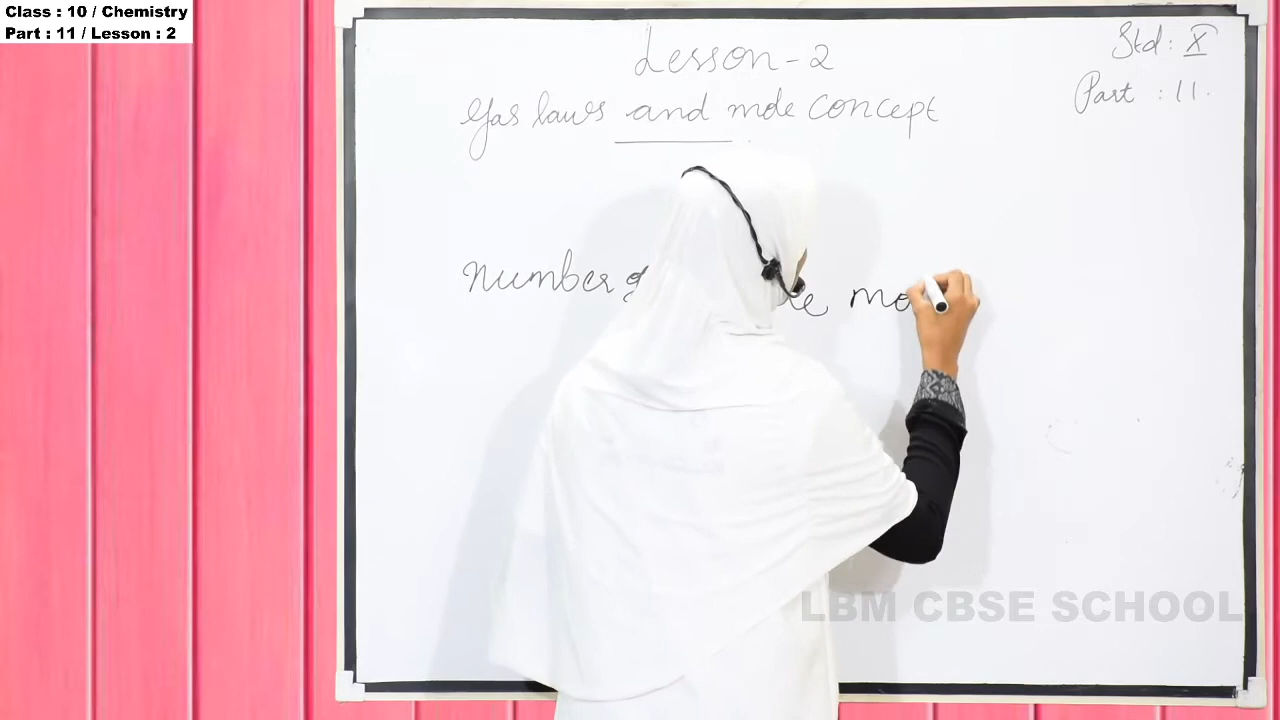 Class : 10 / Chemistry
Part : 11 / Lesson : 2
Lesson - 2
Std : X
Gas laws and mole concept
Part : 11.
Number
LBM CBSE SCHOOL